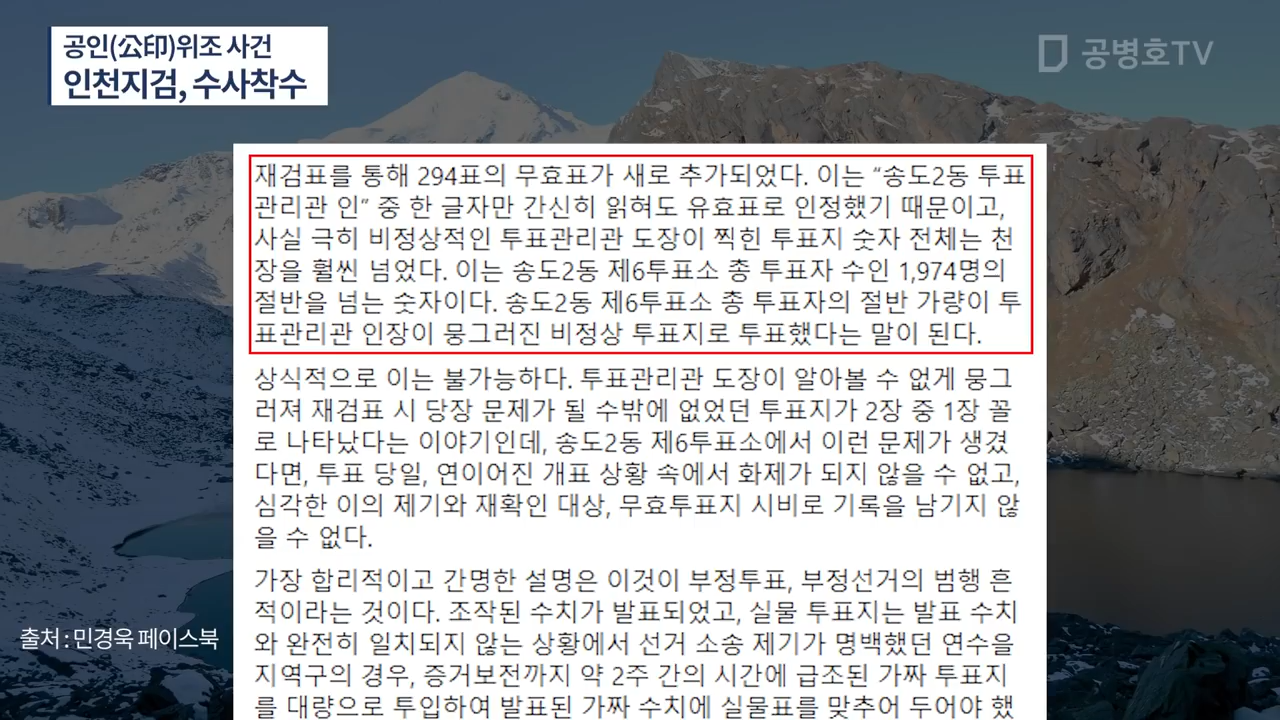 공인(公印)위조 사건
인천지검, 수사착수
공병호TV
재검표를 통해 294표의 무효표가 새로 추가되었다. 이는 “송도2동 투표
관리관 인” 중 한 글자만 간신히 읽혀도 유효표로 인정했기 때문이고,
사실 극히 비정상적인 투표관리관 도장이 찍힌 투표지 숫자 전체는 천
장을 훨씬 넘었다. 이는 송도2동 제6투표소 총 투표자 수인 1,974명의
절반을 넘는 숫자이다. 송도2동 제6투표소 총 투표자의 절반 가량이 투
표관리관 인장이 뭉그러진 비정상 투표지로 투표했다는 말이 된다.
상식적으로 이는 불가능하다. 투표관리관 도장이 알아볼 수 없게 뭉그
러져 재검표 시 당장 문제가 될 수밖에 없었던 투표지가 2장 중 1장 꼴
로 나타났다는 이야기인데, 송도2동 제6투표소에서 이런 문제가 생겼
다면, 투표 당일, 연이어진 개표 상황 속에서 화제가 되지 않을 수 없고,
심각한 이의 제기와 재확인 대상, 무효투표지 시비로 기록을 남기지 않
을 수 없다.
가장 합리적이고 간명한 설명은 이것이 부정투표, 부정선거의 범행 흔
적이라는 것이다. 조작된 수치가 발표되었고, 실물 투표지는 발표 수치
와 완전히 일치되지 않는 상황에서 선거 소송 제기가 명백했던 연수을
지역구의 경우, 증거보전까지 약 2주 간의 시간에 급조된 가짜 투표지
를 대량으로 투입하여 발표된 가짜 수치에 실물표를 맞추어 두어야 했
출처 : 민경욱 페이스북